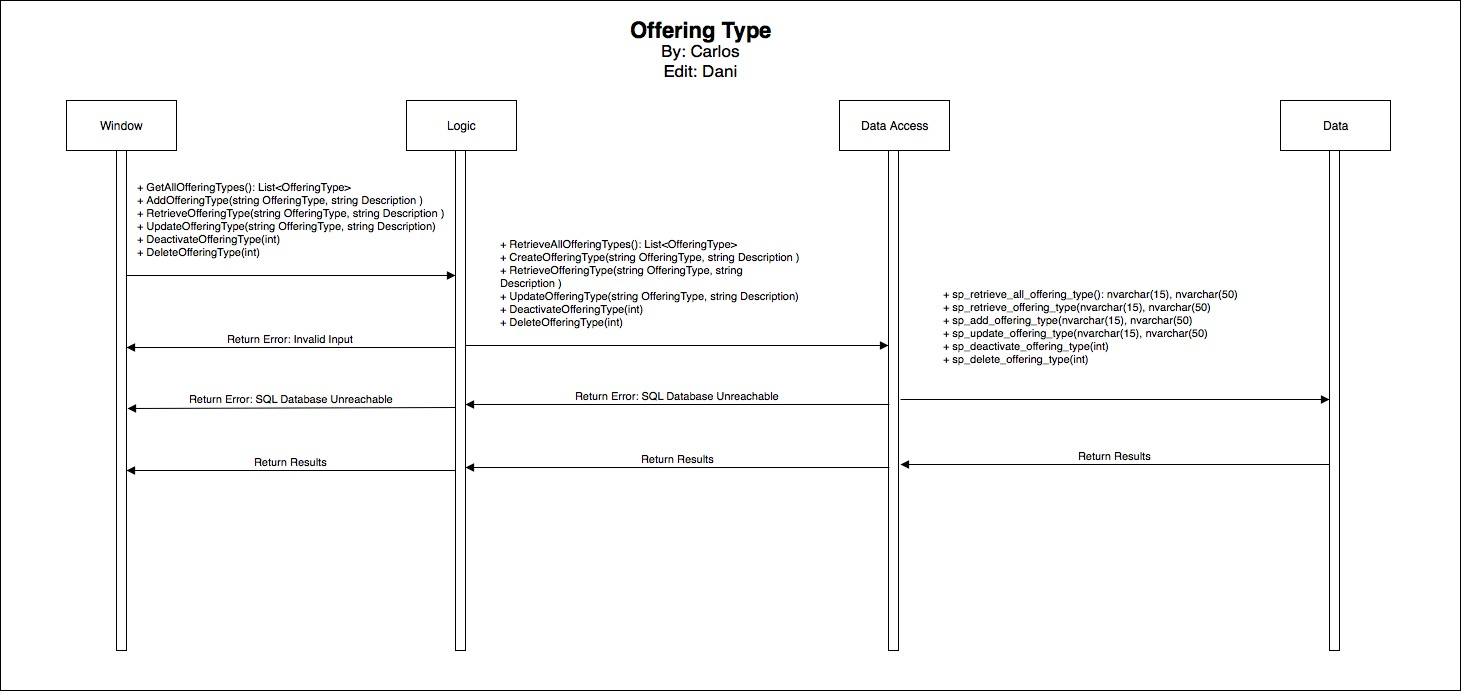 Offering Type
By: Carlos
Edit: Dani
Window
Logic
Data Access
Data
+ GetAllOfferingTypes(): List<OfferingType>
+ AddOfferingType(string OfferingType, string Description )
+ RetrieveOfferingType(string OfferingType, string Description )
+ UpdateOfferingType(string OfferingType, string Description)
+ DeactivateOfferingType(int)
+ DeleteOfferingType(int)
+ RetrieveAllOfferingTypes(): List<OfferingType>
+ CreateOfferingType(string OfferingType, string Description )
+ RetrieveOfferingType(string OfferingType, string
Description )
+ UpdateOfferingType(string OfferingType, string Description)
+ DeactivateOfferingType(int)
+ DeleteOfferingType(int)
+ sp_retrieve_all_offering_type(): nvarchar(15), nvarchar(50)
+ sp_retrieve_offering_type(nvarchar(15), nvarchar(50)
+ sp_add_offering_type(nvarchar(15), nvarchar(50)
+ sp_update_offering_type(nvarchar(15), nvarchar(50)
+ sp_deactivate_offering_type(int)
+ sp_delete_offering_type(int)
Return Error: Invalid Input
Return Error: SQL Database Unreachable
Return Error: SQL Database Unreachable
Return Results
Return Results
Return Results